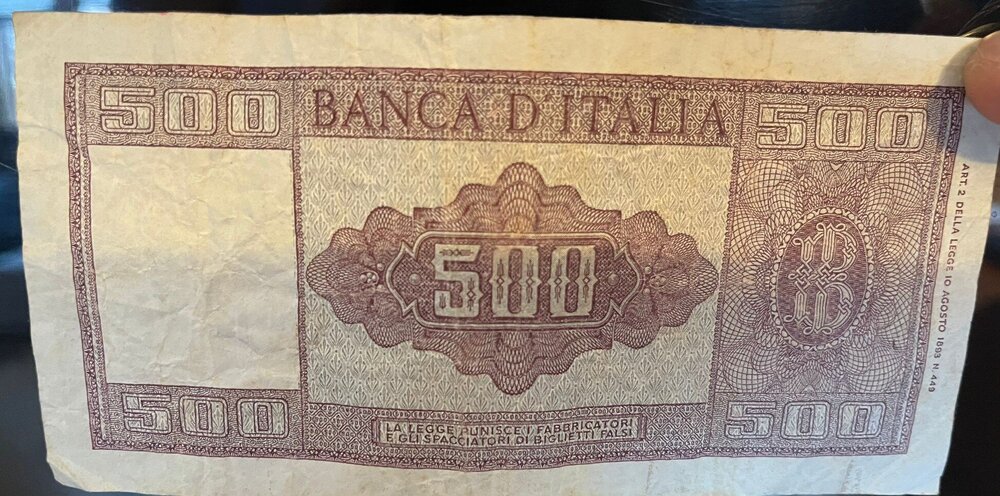 500
BANCA D'ITALIA
500
500
500
LA LEGGE PUNISCE I FABBRICATORI
E GLI SPACCIATORI DI BIGLIETTI FALSI
500
ART. 2 DELLA LEGGE 10 AGOSTO 1893 N. 449